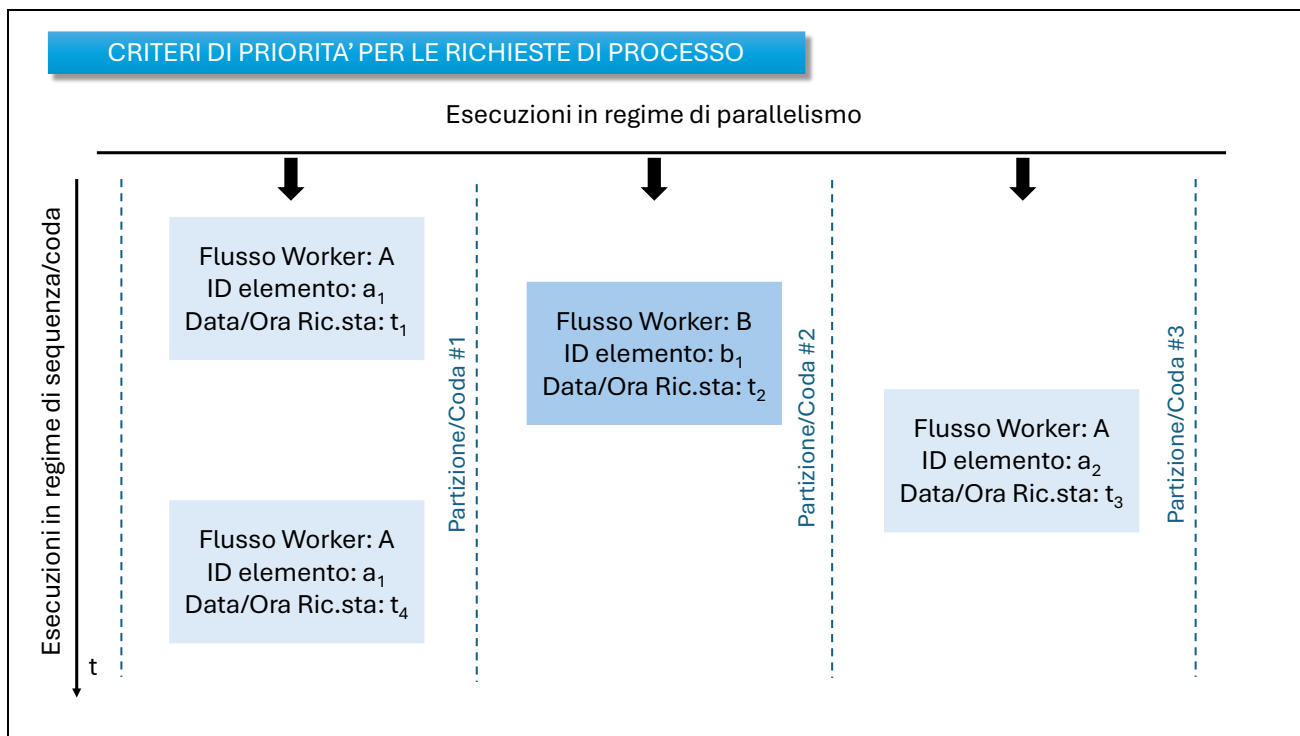 CRITERI DI PRIORITA’ PER LE RICHIESTE DI PROCESSO
Esecuzioni in regime di parallelismo
Esecuzioni in regime di sequenza/coda
t
Flusso Worker: A
ID elemento: a₁
Data/Ora Ric.sta: t₁
Flusso Worker: A
ID elemento: a₁
Data/Ora Ric.sta: t₄
Partizione/Coda #1
Flusso Worker: B
ID elemento: b₁
Data/Ora Ric.sta: t₂
Partizione/Coda #2
Flusso Worker: A
ID elemento: a₂
Data/Ora Ric.sta: t₃
Partizione/Coda #3